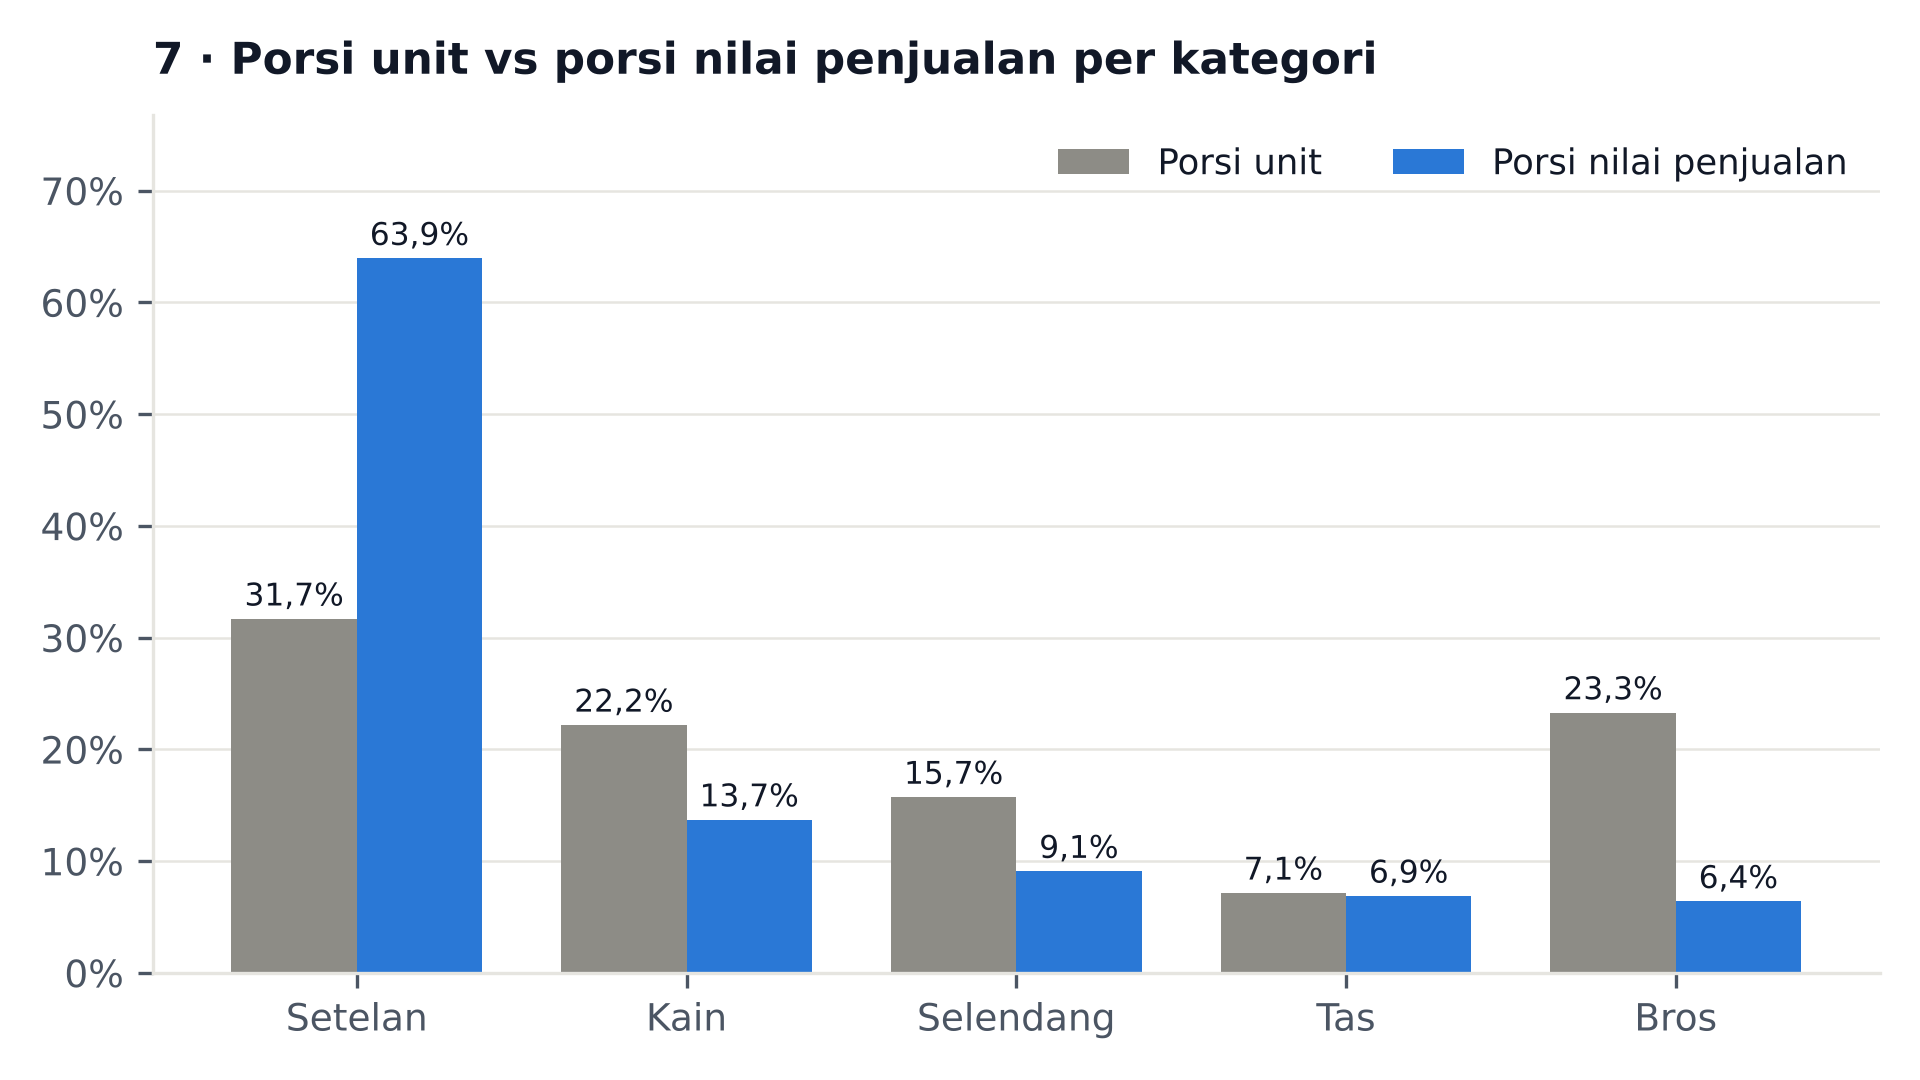 7 · Porsi unit vs porsi nilai penjualan per kategori
Porsi unit
Porsi nilai penjualan
70%
60%
50%
40%
30%
20%
10%
0%
31,7%
63,9%
22,2%
13,7%
15,7%
9,1%
7,1%
6,9%
23,3%
6,4%
Setelan
Kain
Selendang
Tas
Bros